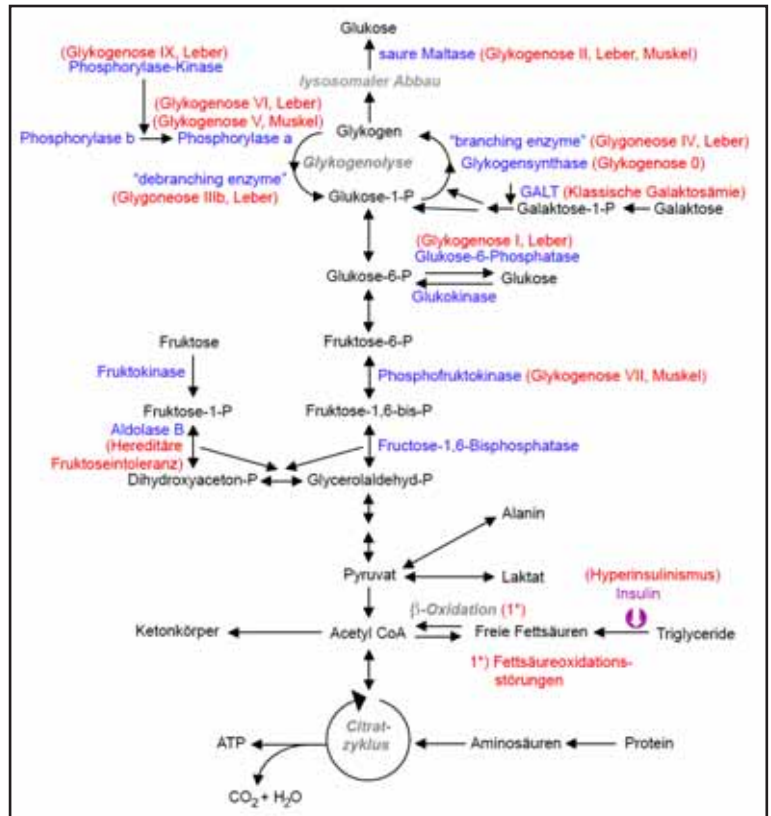 Glukose
saure Maltase (Glykogenose II, Leber, Muskel)
lysosomaler Abbau
(Glykogenose IX, Leber)
Phosphorylase-Kinase
(Glykogenose VI, Leber)
(Glykogenose V, Muskel)
Phosphorylase b
Phosphorylase a
Glykogen
Glykogenolyse
"branching enzyme" (Glygoneose IV, Leber)
Glykogensynthase (Glykogenose 0)
"debranching enzyme"
(Glygoneose IIIb, Leber)
Glukose-1-P
GALT (Klassische Galaktosämie)
Galaktose-1-P
Galaktose
(Glykogenose I, Leber)
Glukose-6-Phosphatase
Glukose-6-P
Glukose
Glukokinase
Fruktose
Fruktose-6-P
Fruktokinase
Phosphofruktokinase (Glykogenose VII, Muskel)
Fruktose-1-P
Fruktose-1,6-bis-P
Aldolase B
(Hereditäre
Fruktoseintoleranz)
Fructose-1,6-Bisphosphatase
Dihydroxyaceton-P
Glycerolaldehyd-P
Alanin
Pyruvat
Laktat
(Hyperinsulinismus)
Insulin
β-Oxidation (1*)
Ketonkörper
Acetyl CoA
Freie Fettsäuren
Triglyceride
1*) Fettsäureoxidations-
störungen
Citrat-
zyklus
ATP
Aminosäuren
Protein
CO₂ + H₂O